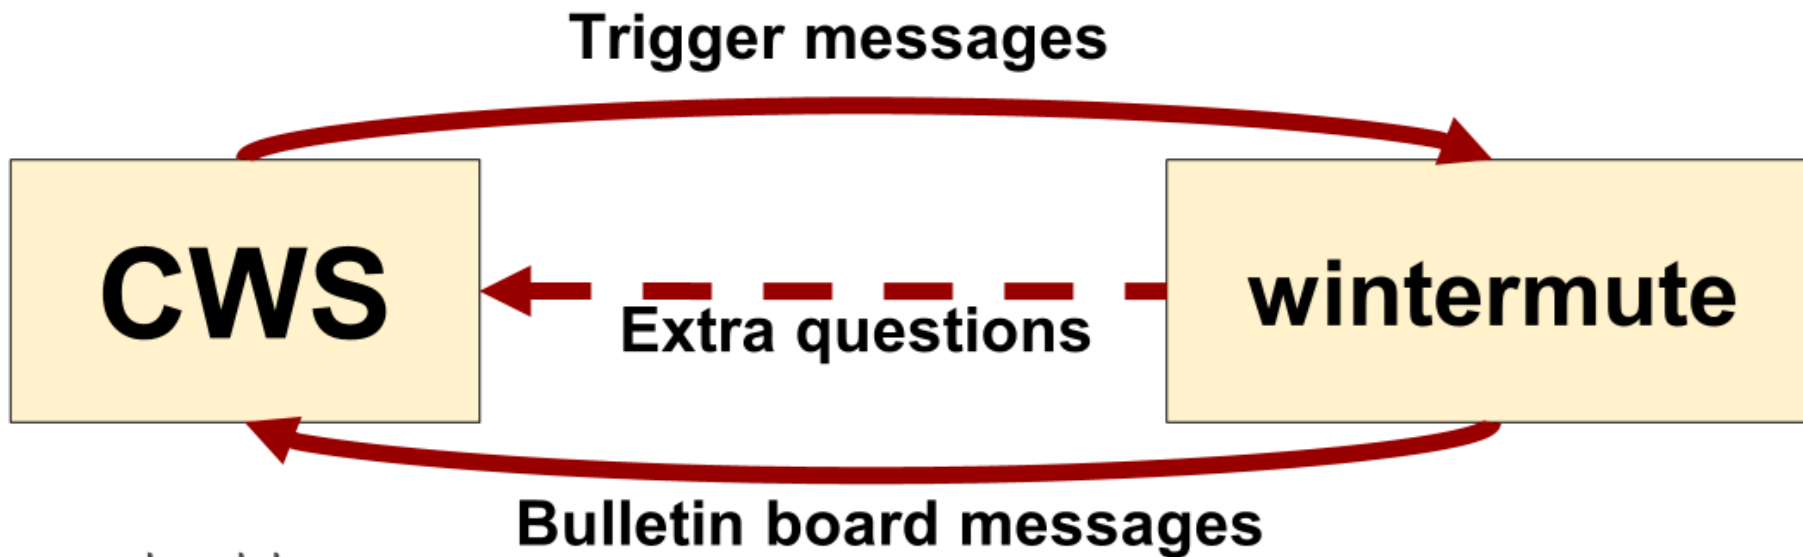 Trigger messages
CWS
wintermute
Extra questions
Bulletin board messages